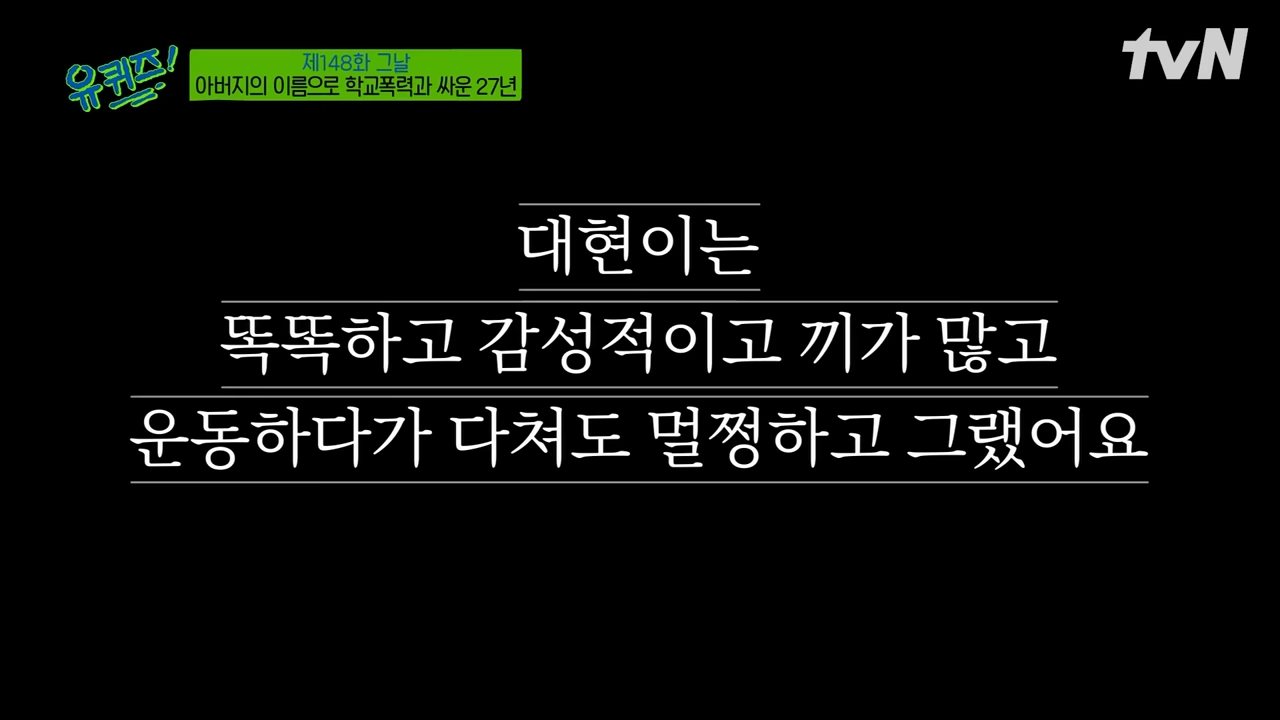 유퀴즈!
제148화 그날
아버지의 이름으로 학교폭력과 싸운 27년
tvN
대현이는
똑똑하고 감성적이고 끼가 많고
운동하다가 다쳐도 멀쩡하고 그랬어요